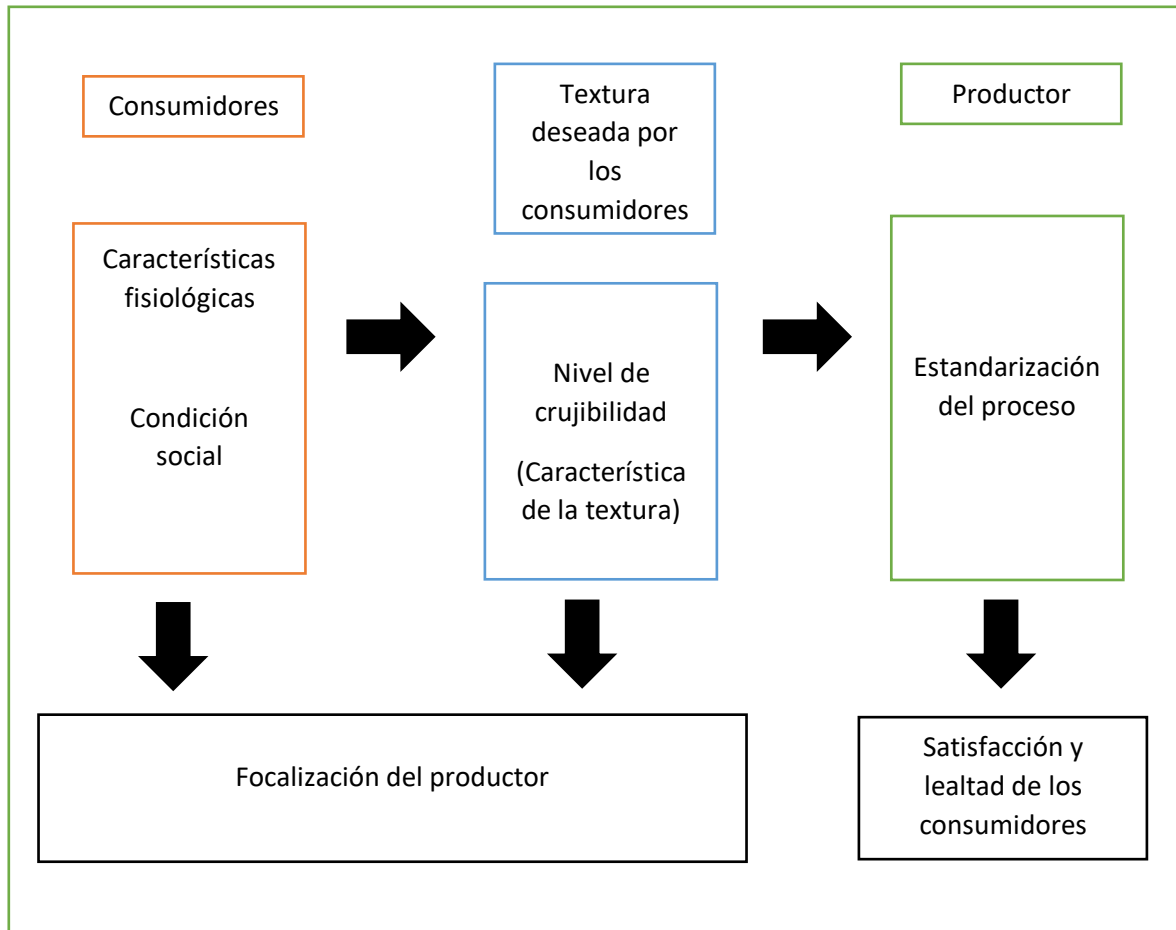 Consumidores
Textura
deseada por
los
consumidores
Productor
Características
fisiológicas
Condición
social
Nivel de
crujibilidad
(Característica
de la textura)
Estandarización
del proceso
Focalización del productor
Satisfacción y
lealtad de los
consumidores